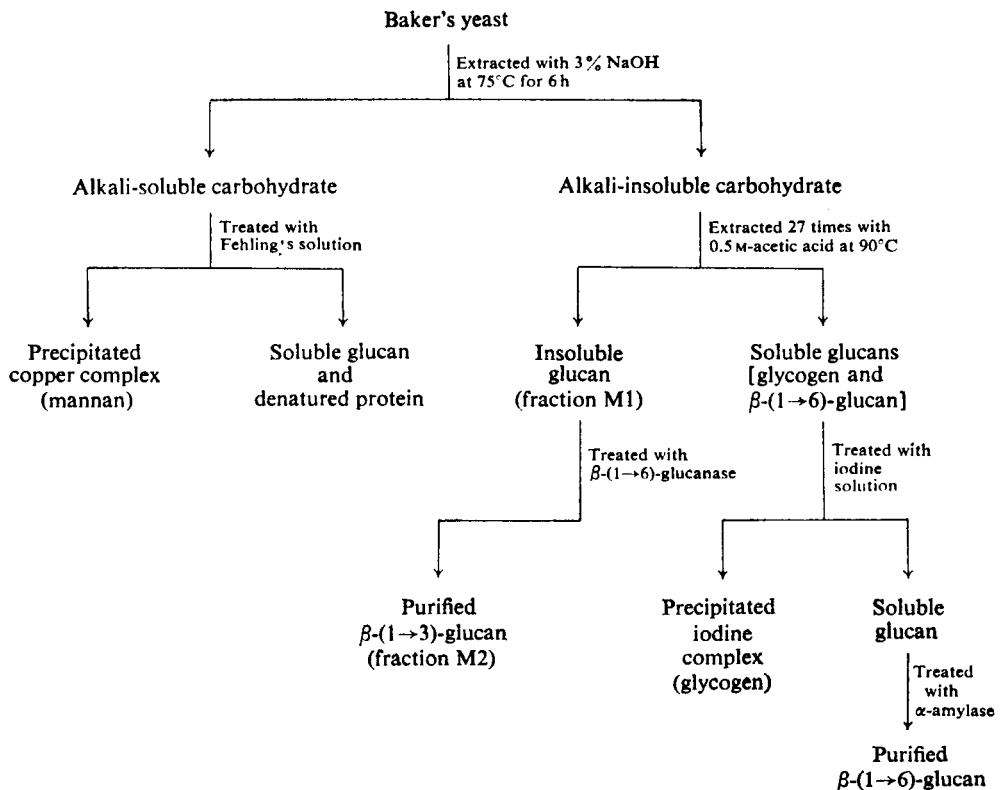 Baker's yeast
Extracted with 3% NaOH
at 75°C for 6h
Alkali-soluble carbohydrate
Alkali-insoluble carbohydrate
Treated with
Fehling's solution
Extracted 27 times with
0.5 M-acetic acid at 90°C
Precipitated
copper complex
(mannan)
Soluble glucan
and
denatured protein
Insoluble
glucan
(fraction M1)
Soluble glucans
[glycogen and
β-(1→6)-glucan]
Treated with
β-(1→6)-glucanase
Treated with
iodine
solution
Purified
β-(1→3)-glucan
(fraction M2)
Precipitated
iodine
complex
(glycogen)
Soluble
glucan
Treated
with
α-amylase
Purified
β-(1→6)-glucan